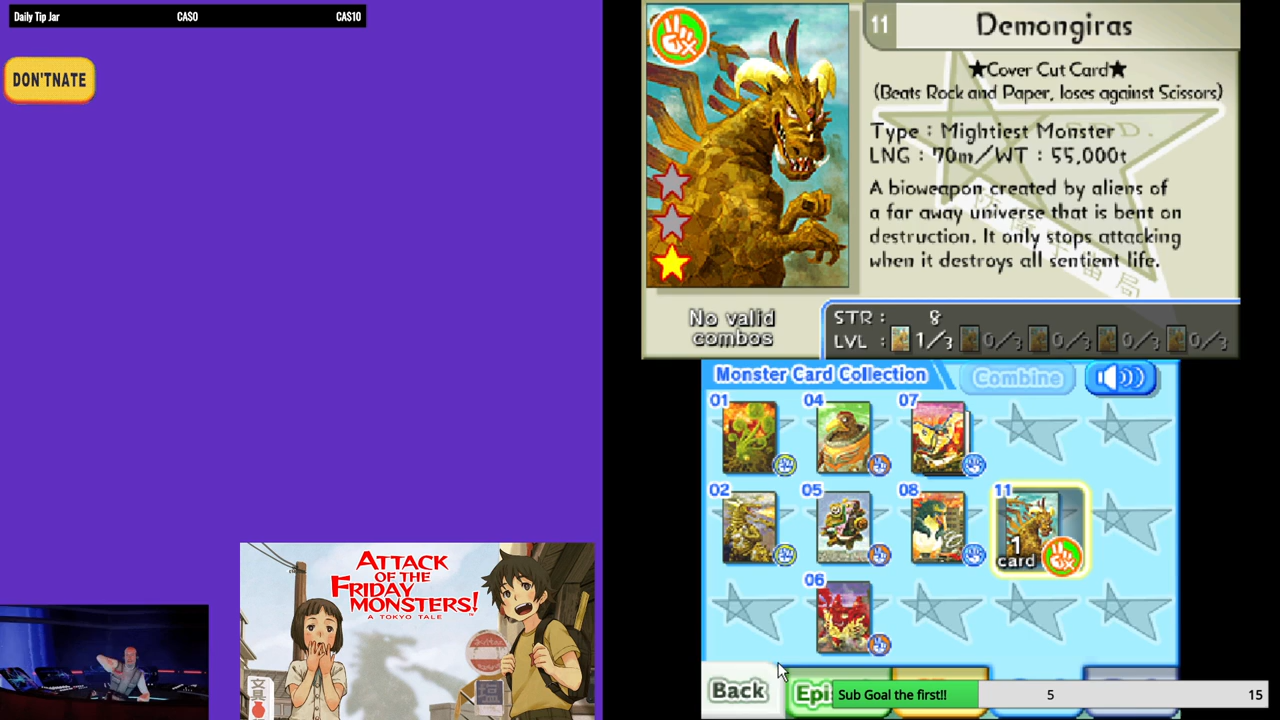 Daily Tip Jar CA$0 CA$10
DON'TNATE
11 Demongiras
★Cover Cut Card★
(Beats Rock and Paper, loses against Scissors)
Type : Mightiest Monster
LNG : 70m/WT : 55,000t
A bioweapon created by aliens of
a far away universe that is bent on
destruction. It only stops attacking
when it destroys all sentient life.
No valid
combos
STR : 8
LVL : 1/3 0/3 0/3 0/3 0/3
Monster Card Collection Combine
01 04 07
02 05 08 11
1
card
06
Back Epi
Sub Goal the first!! 5 15
ATTACK
OF THE
FRIDAY
MONSTERS!
A TOKYO TALE
文具
塩